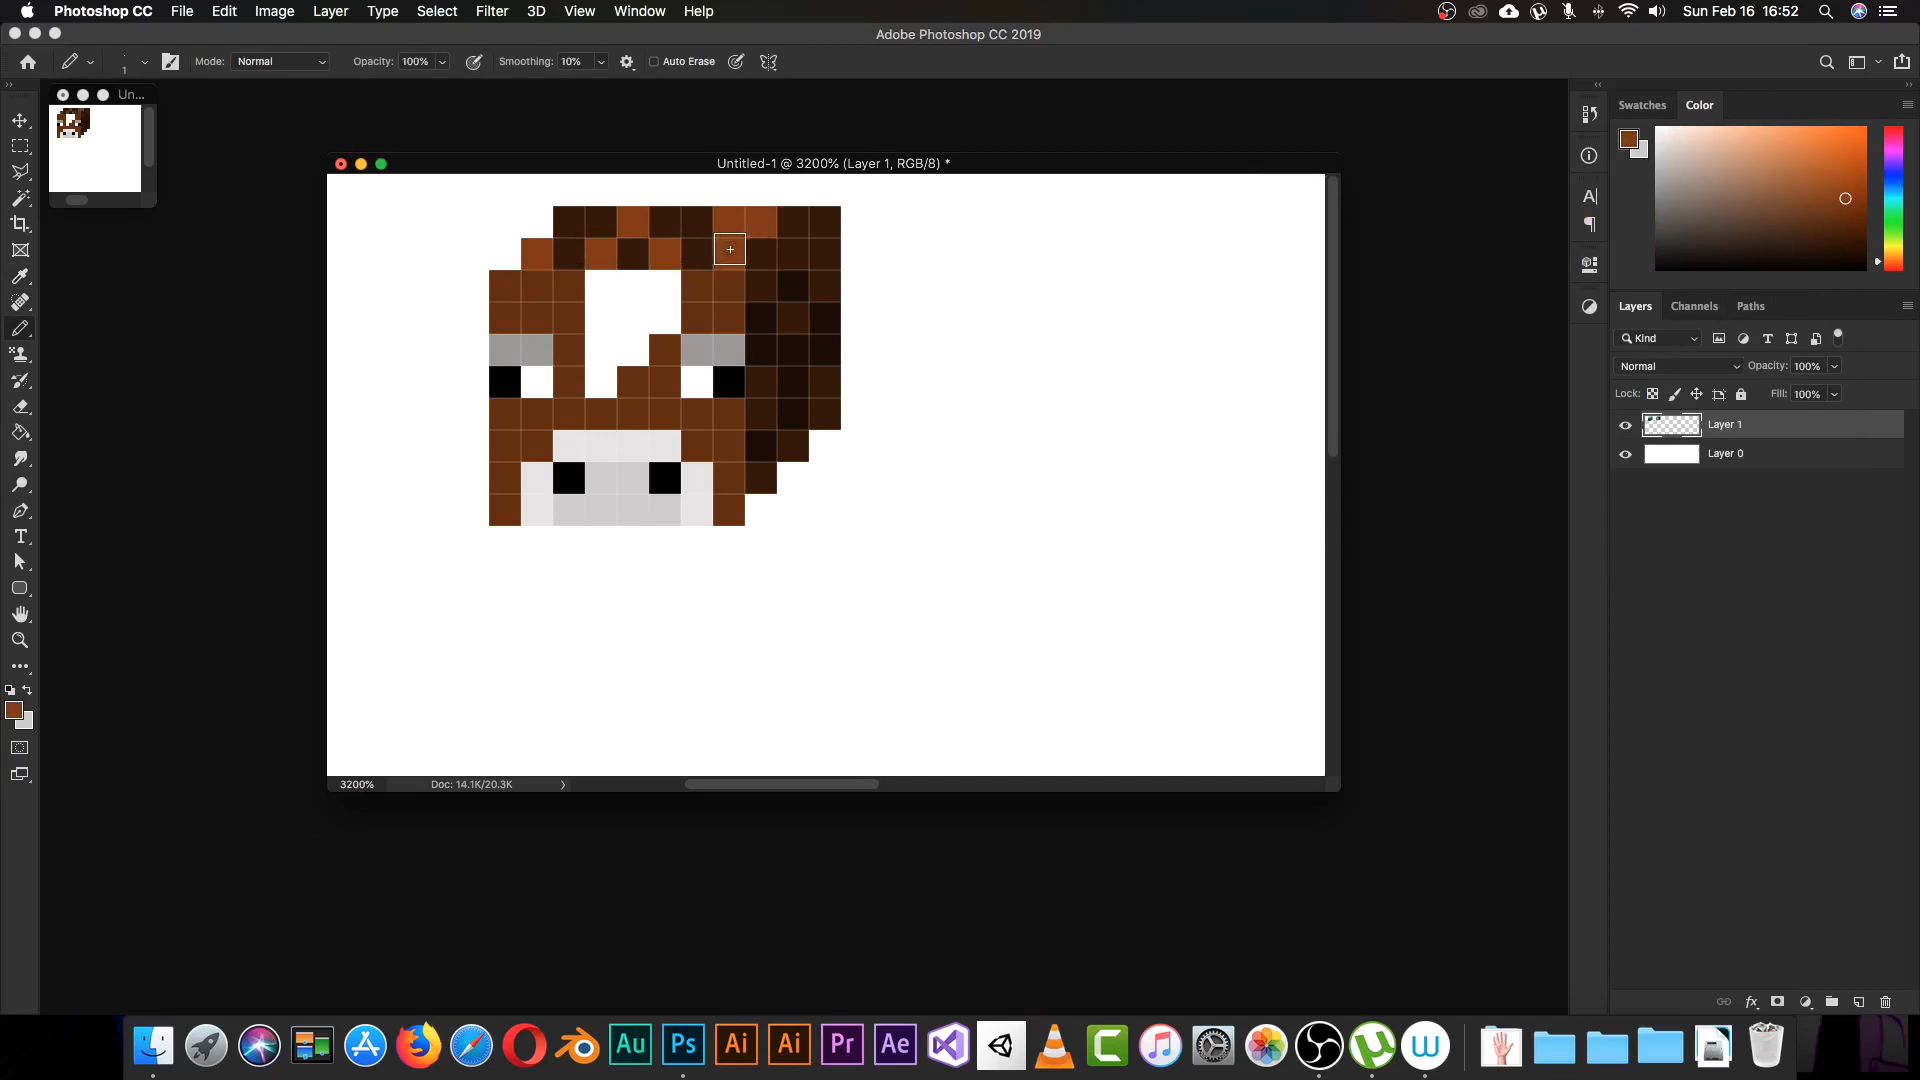 Photoshop CC File Edit Image Layer Type Select Filter 3D View Window Help Sun Feb 16 16:52
Adobe Photoshop CC 2019
1 Mode: Normal Opacity: 100% Smoothing: 10% Auto Erase
Un...
Swatches Color
Untitled-1 @ 3200% (Layer 1, RGB/8) *
Layers Channels Paths
Kind
Normal Opacity: 100%
Lock: Fill: 100%
Layer 1
Layer 0
3200% Doc: 14.1K/20.3K
Au Ps Ai Ai Pr Ae